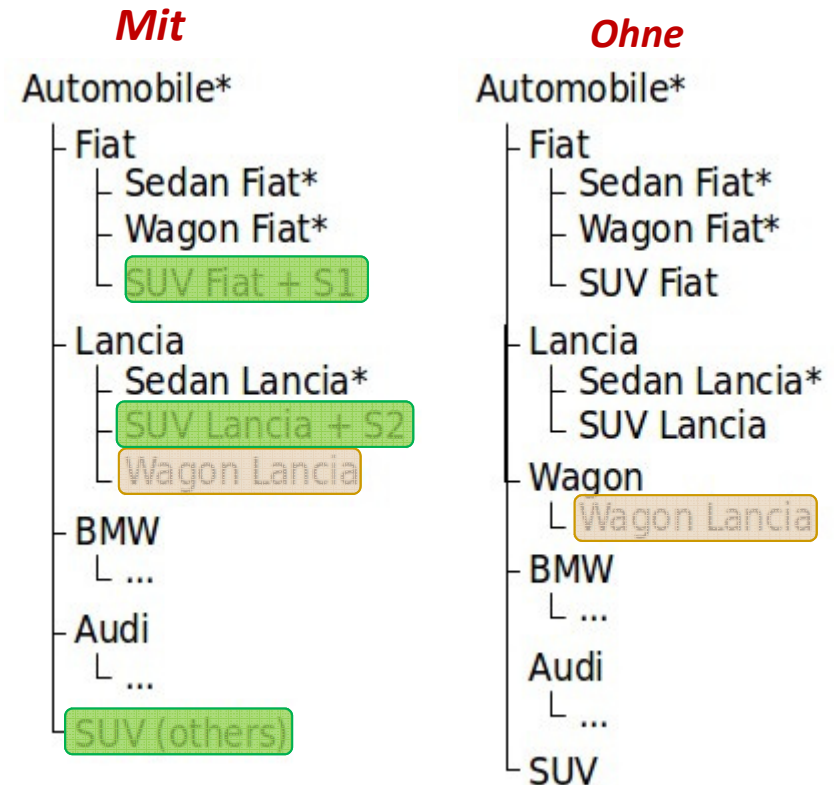 Mit
Automobile*
Fiat
Sedan Fiat*
Wagon Fiat*
SUV Fiat + S1
Lancia
Sedan Lancia*
SUV Lancia + S2
Wagon Lancia
BMW
...
Audi
...
SUV (others)
Ohne
Automobile*
Fiat
Sedan Fiat*
Wagon Fiat*
SUV Fiat
Lancia
Sedan Lancia*
SUV Lancia
Wagon
Wagon Lancia
BMW
...
Audi
...
SUV